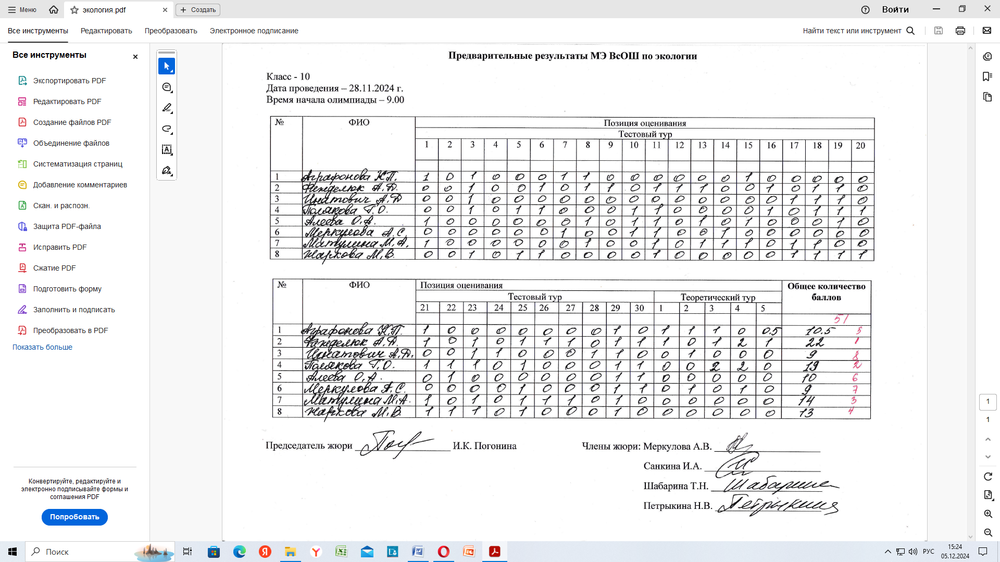 Меню
экология.pdf
Создать
Войти
Все инструменты
Редактировать
Преобразовать
Электронное подписание
Найти текст или инструмент
Все инструменты
Экспортировать PDF
Редактировать PDF
Создание файлов PDF
Объединение файлов
Систематизация страниц
Добавление комментариев
Скан. и распозн.
Защита PDF-файла
Исправить PDF
Сжатие PDF
Подготовить форму
Заполнить и подписать
Преобразовать в PDF
Показать больше
Конвертируйте, редактируйте и
электронно подписывайте формы и
соглашения PDF
Попробовать
Предварительные результаты МЭ ВсОШ по экологии
Класс - 10
Дата проведения – 28.11.2024 г.
Время начала олимпиады – 9.00
№ ФИО Позиция оценивания
Тестовый тур
1 2 3 4 5 6 7 8 9 10 11 12 13 14 15 16 17 18 19 20
1 Аграфонова К.П. 1 0 1 0 0 0 1 1 0 0 0 0 0 0 1 0 0 0 0 0
2 А.Д. 0 0 1 0 0 1 0 1 1 0 1 1 1 0 0 1 0 1 1 0
3 Игнатович А.Д. 0 0 1 0 0 0 0 0 0 0 0 0 0 0 0 0 1 1 1 0
4 Полякова Т.О. 0 0 1 0 1 1 0 0 0 1 1 0 0 0 0 1 0 1 1 1
5 Алеева О.А. 1 0 0 0 0 0 0 1 0 1 1 0 1 0 1 0 0 0 1 0
6 Меркулова А.С. 0 0 0 0 0 0 1 0 0 1 1 0 0 1 0 0 0 0 0 0
7 Матулина М.А. 1 0 0 0 0 0 0 1 0 0 1 0 1 1 1 0 1 1 0 0
8 Жаркова М.В. 0 0 1 0 1 1 0 0 0 0 1 0 0 0 0 0 1 1 1 1
№ ФИО Позиция оценивания Общее количество баллов
Тестовый тур Теоретический тур
21 22 23 24 25 26 27 28 29 30 1 2 3 4 5
51
1 Аграфонова К.П. 1 0 0 0 0 0 0 0 1 0 1 1 1 0 0.5 10.5 5
2 А.Д. 1 0 1 0 1 1 1 0 1 1 1 0 1 2 1 22 1
3 Игнатович А.Д. 0 0 1 1 0 0 0 1 1 0 0 1 0 0 0 9 8
4 Полякова Т.О. 1 1 1 0 1 0 0 0 1 1 0 0 2 2 0 19 2
5 Алеева О.А. 0 1 0 0 0 0 0 0 1 1 0 0 0 0 0 10 6
6 Меркулова А.С. 0 0 0 0 1 0 0 0 1 1 0 1 0 1 0 9 7
7 Матулина М.А. 1 0 1 0 1 1 1 0 1 0 0 0 0 0 0 14 3
8 Жаркова М.В. 1 1 1 0 1 0 0 0 1 0 0 0 0 0 0 13 4
Председатель жюри И.К. Погонина
Члены жюри: Меркулова А.В.
Санкина И.А.
Шабарина Т.Н. Шабарина
Петрыкина Н.В. Петрыкина
1
1
Поиск
РУС
15:24
05.12.2024